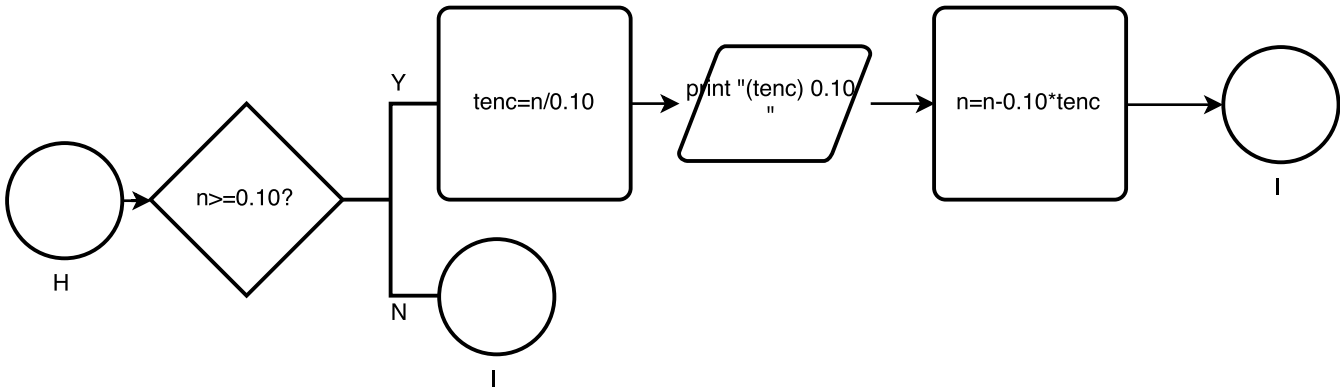 Y
tenc=n/0.10
print "(tenc) 0.10
"
n=n-0.10*tenc
I
n>=0.10?
H
N
I